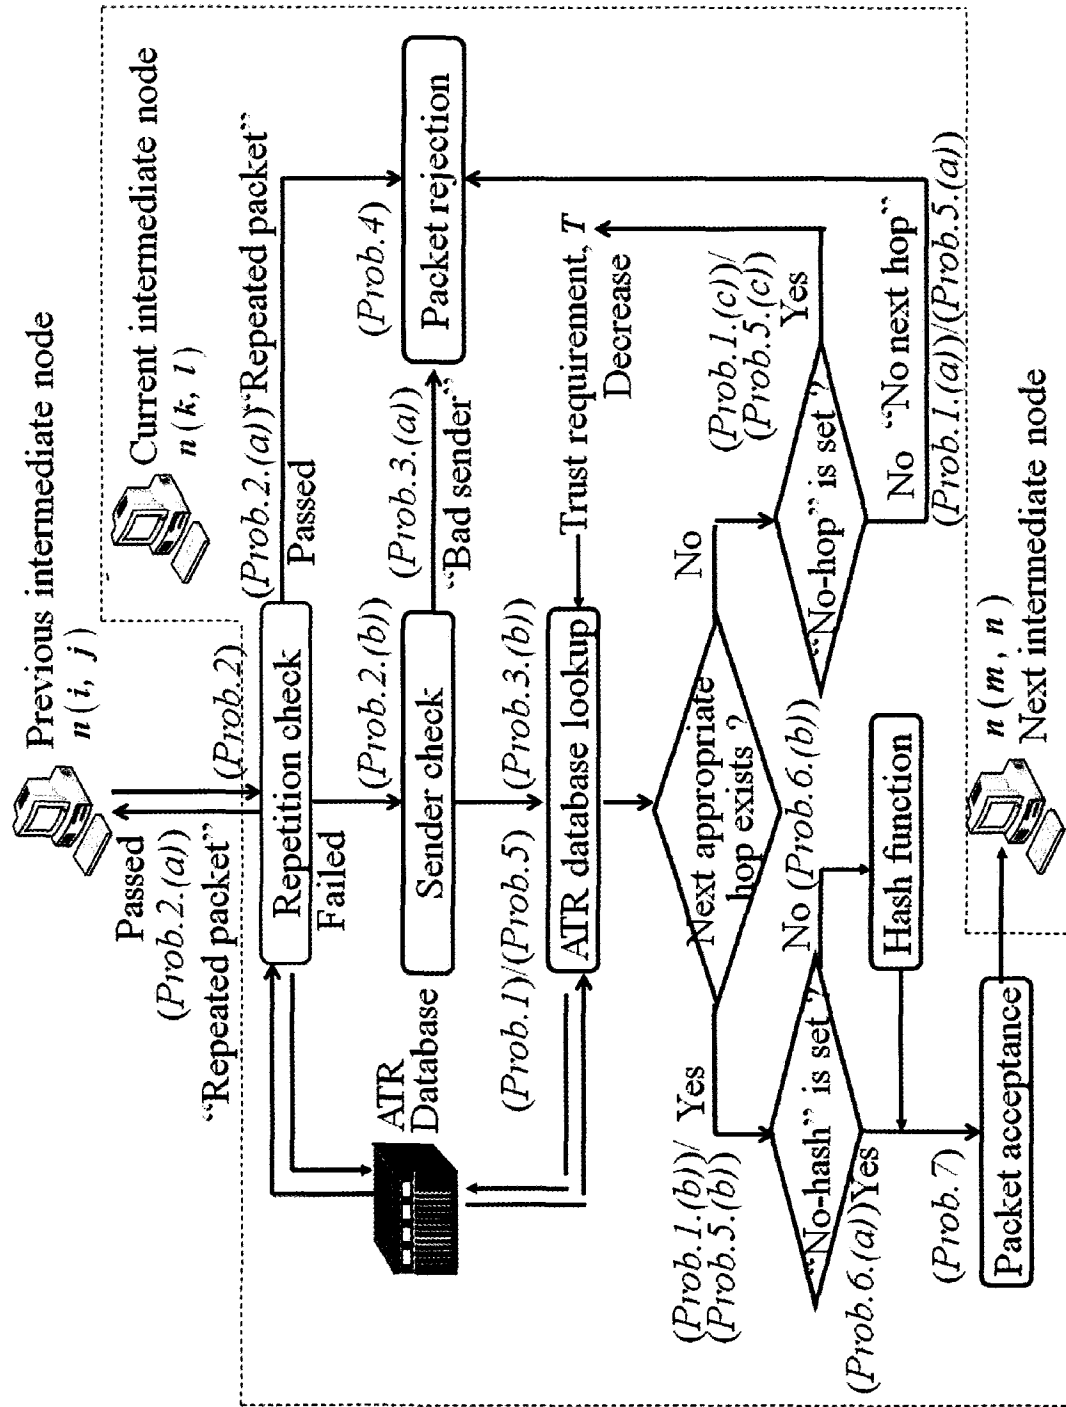 Previous intermediate node
n(i, j)
Current intermediate node
n(k, l)
Passed
(Prob.2.(a))
“Repeated packet”
(Prob.2)
(Prob.2.(a))“Repeated packet”
Passed
Repetition check
Failed
(Prob.2.(b))
(Prob.3.(a))
“Bad sender”
(Prob.4)
Packet rejection
ATR
Database
Sender check
(Prob.1)/(Prob.5)
(Prob.3.(b))
ATR database lookup
Trust requirement, T
Decrease
Next appropriate
hop exists ?
(Prob.1.(b))/
(Prob.5.(b))
Yes
No
(Prob.1.(c))/
(Prob.5.(c))
Yes
“No-hop” is set ?
No “No next hop”
(Prob.1.(a))/(Prob.5.(a))
“No-hash” is set ?
No (Prob.6.(b))
(Prob.6.(a))Yes
Hash function
(Prob.7)
Packet acceptance
n(m, n)
Next intermediate node